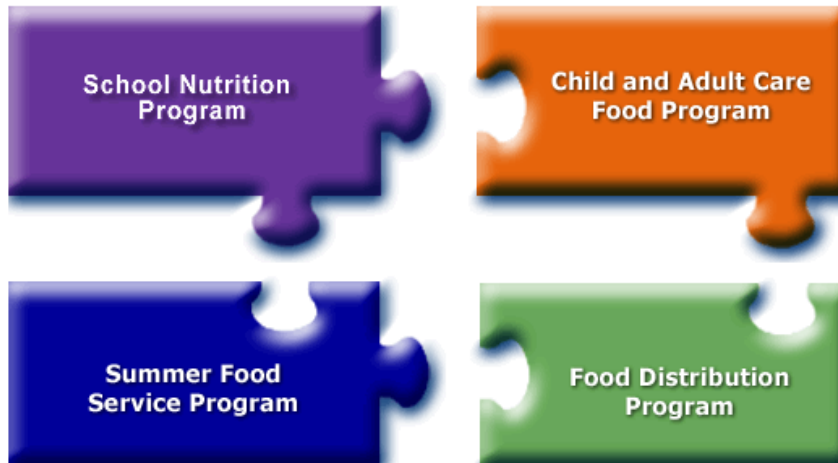 School Nutrition
Program
Child and Adult Care
Food Program
Summer Food
Service Program
Food Distribution
Program